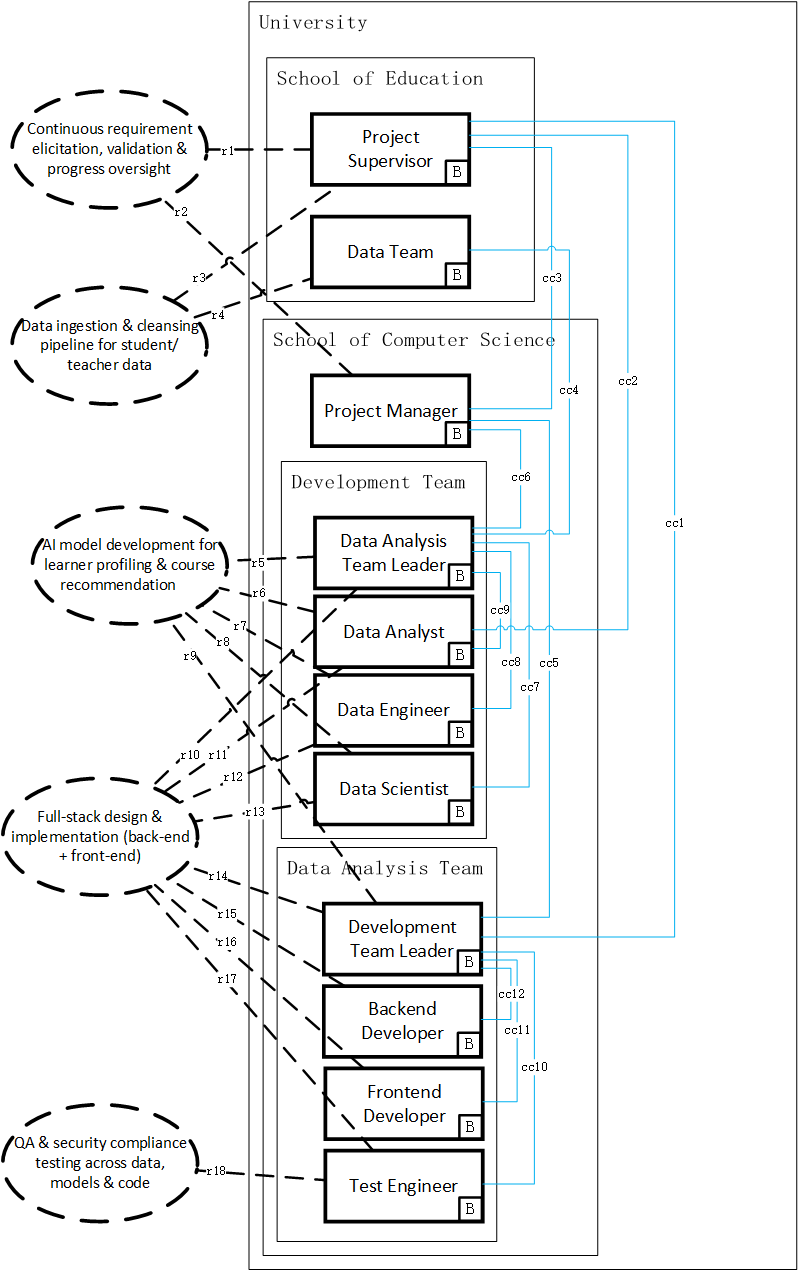 University
School of Education
Continuous requirement
elicitation, validation &
progress oversight
r1
Project
Supervisor
B
r2
Data Team
B
r3
r4
cc3
Data ingestion & cleansing
pipeline for student/
teacher data
School of Computer Science
Project Manager
B
cc4
cc2
cc6
Development Team
cc1
AI model development for
learner profiling & course
recommendation
r5
Data Analysis
Team Leader
B
r6
cc9
r7
Data Analyst
B
r8
r9
cc8
cc5
cc7
Data Engineer
B
r10
r11
r12
Data Scientist
B
r13
Full-stack design &
implementation (back-end
+ front-end)
Data Analysis Team
r14
r15
Development
Team Leader
B
r16
r17
cc12
Backend
Developer
B
cc11
cc10
Frontend
Developer
B
QA & security compliance
testing across data,
models & code
r18
Test Engineer
B